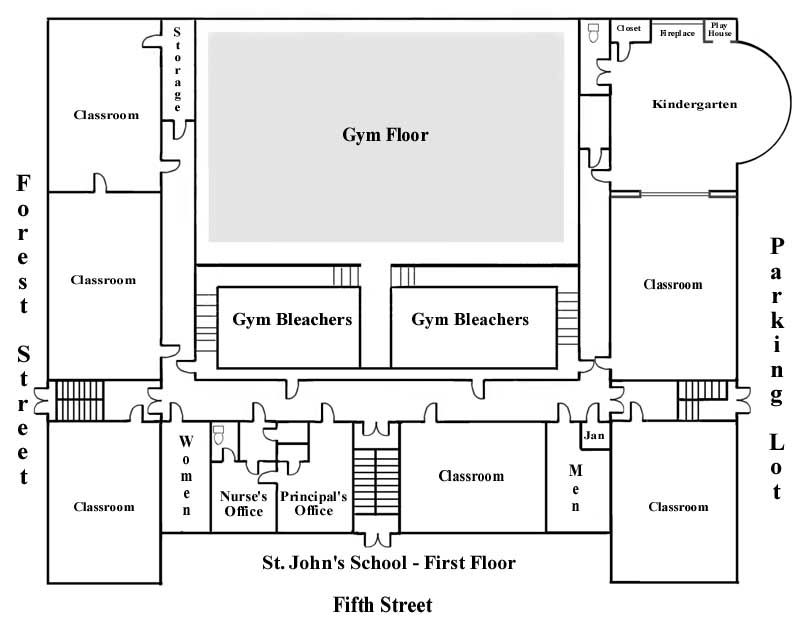 Storage
Closet
Fireplace
Play
House
Classroom
Gym Floor
Kindergarten
Forest Street
Parking Lot
Classroom
Classroom
Gym Bleachers
Gym Bleachers
Women
Jan
Men
Classroom
Nurse's
Office
Principal's
Office
Classroom
Classroom
St. John's School - First Floor
Fifth Street